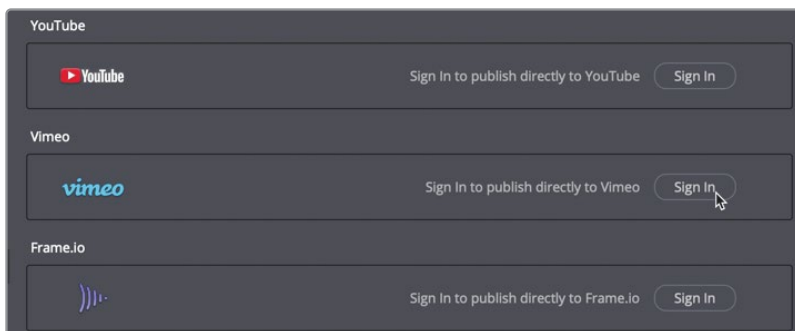 YouTube
YouTube Sign In to publish directly to YouTube Sign In
Vimeo
vimeo Sign In to publish directly to Vimeo Sign In
Frame.io
Sign In to publish directly to Frame.io Sign In